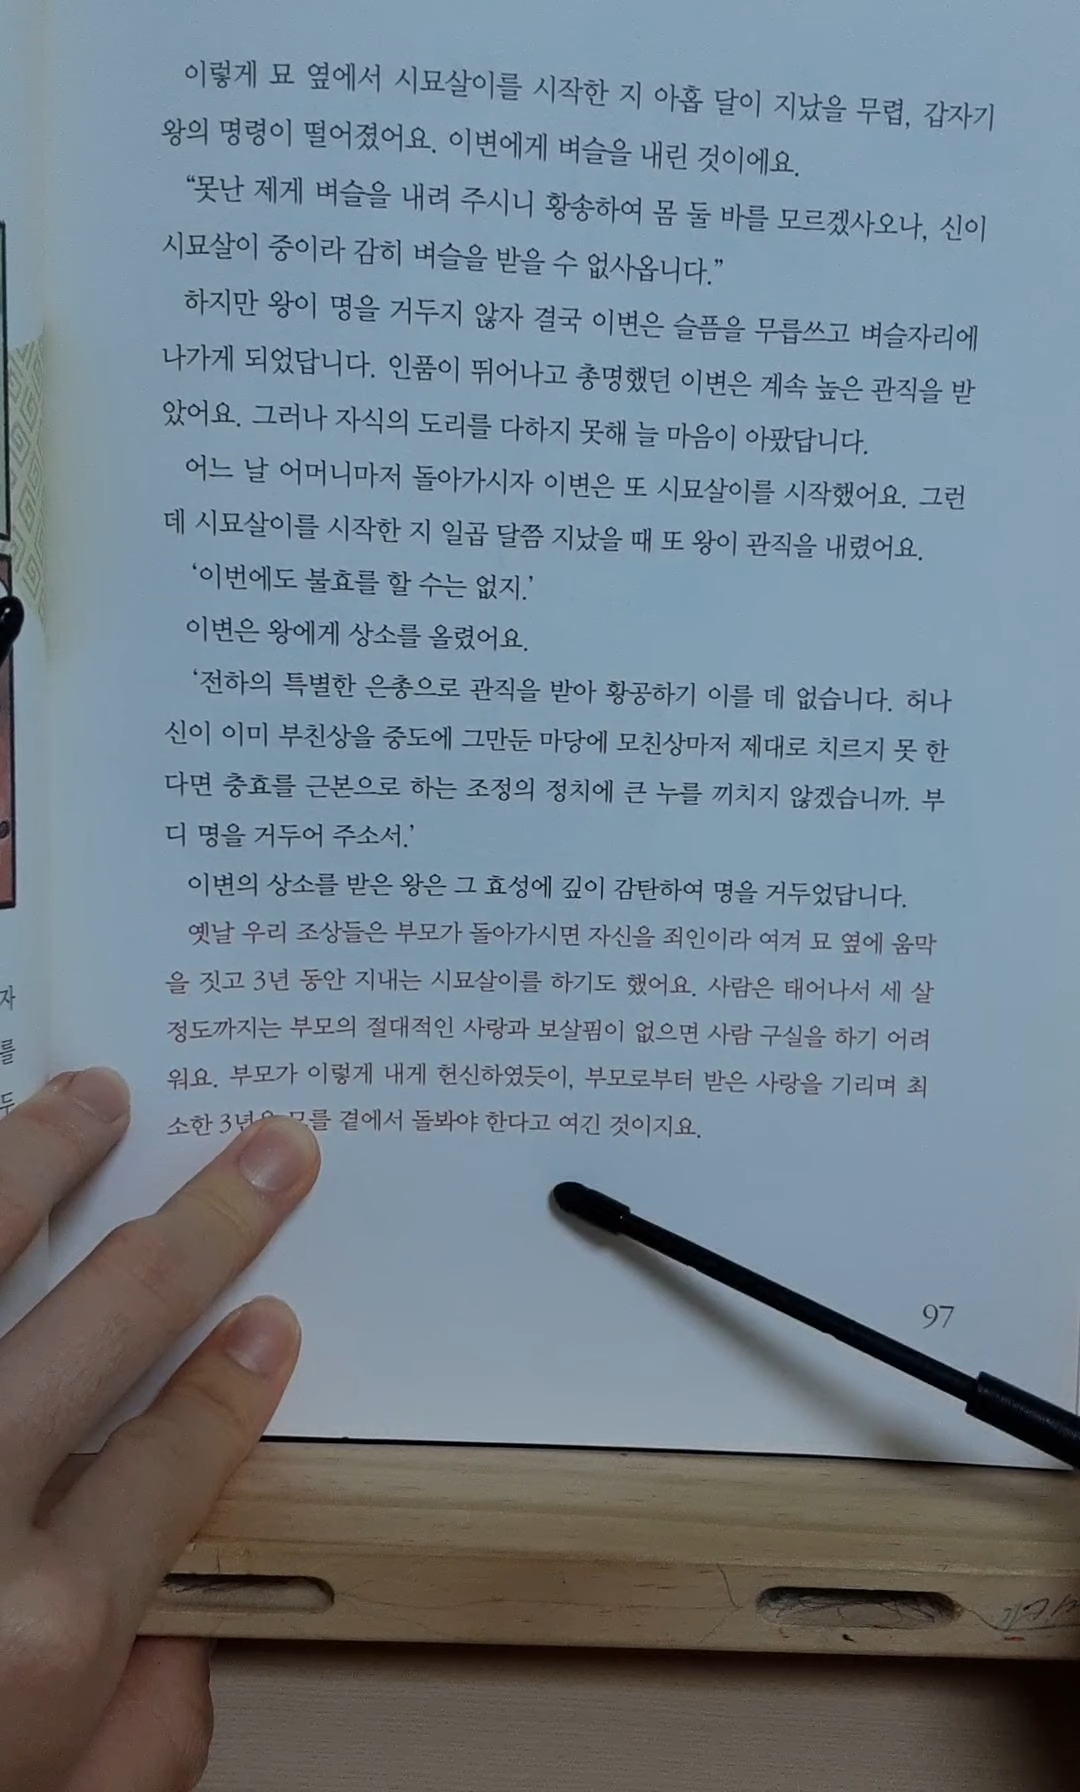 이렇게 묘 옆에서 시묘살이를 시작한 지 아홉 달이 지났을 무렵, 갑자기
왕의 명령이 떨어졌어요. 이변에게 벼슬을 내린 것이에요.
“못난 제게 벼슬을 내려 주시니 황송하여 몸 둘 바를 모르겠사오나, 신이
시묘살이 중이라 감히 벼슬을 받을 수 없사옵니다.”
하지만 왕이 명을 거두지 않자 결국 이변은 슬픔을 무릅쓰고 벼슬자리에
나가게 되었답니다. 인품이 뛰어나고 총명했던 이변은 계속 높은 관직을 받
았어요. 그러나 자식의 도리를 다하지 못해 늘 마음이 아팠답니다.
어느 날 어머니마저 돌아가시자 이변은 또 시묘살이를 시작했어요. 그런
데 시묘살이를 시작한 지 일곱 달쯤 지났을 때 또 왕이 관직을 내렸어요.
‘이번에도 불효를 할 수는 없지.’
이변은 왕에게 상소를 올렸어요.
‘전하의 특별한 은총으로 관직을 받아 황공하기 이를 데 없습니다. 허나
신이 이미 부친상을 중도에 그만둔 마당에 모친상마저 제대로 치르지 못 한
다면 충효를 근본으로 하는 조정의 정치에 큰 누를 끼치지 않겠습니까. 부
디 명을 거두어 주소서.’
이변의 상소를 받은 왕은 그 효성에 깊이 감탄하여 명을 거두었답니다.
옛날 우리 조상들은 부모가 돌아가시면 자신을 죄인이라 여겨 묘 옆에 움막
을 짓고 3년 동안 지내는 시묘살이를 하기도 했어요. 사람은 태어나서 세 살
정도까지는 부모의 절대적인 사랑과 보살핌이 없으면 사람 구실을 하기 어려
워요. 부모가 이렇게 내게 헌신하였듯이, 부모로부터 받은 사랑을 기리며 최
소한 곁에서 돌봐야 한다고 여긴 것이지요.
97
자
를